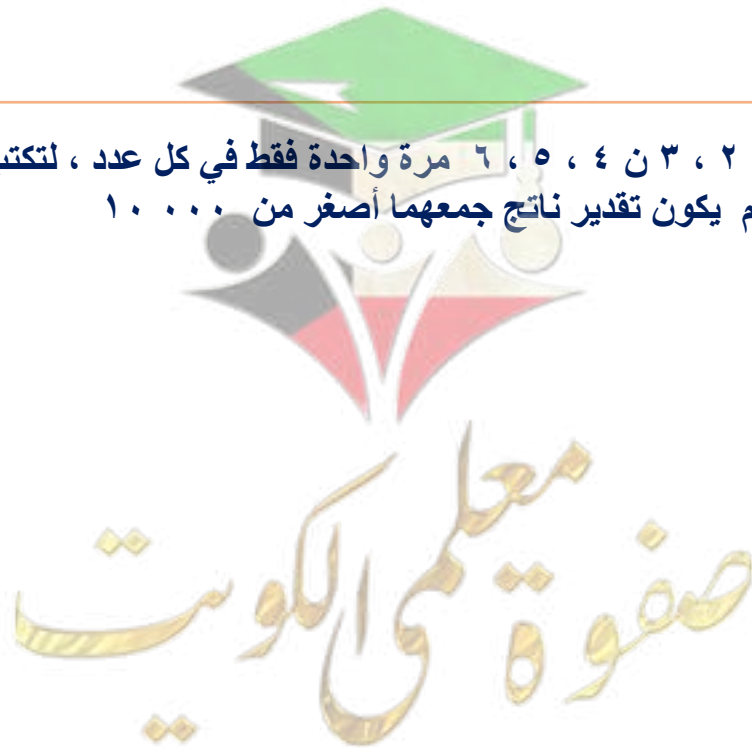 ٢ ، ٣ ن ٤ ، ٥ ، ٦ مرة واحدة فقط في كل عدد ، لتكتب
م يكون تقدير ناتج جمعهما أصغر من ٠٠٠ ١٠
صفوة معلمى الكويت